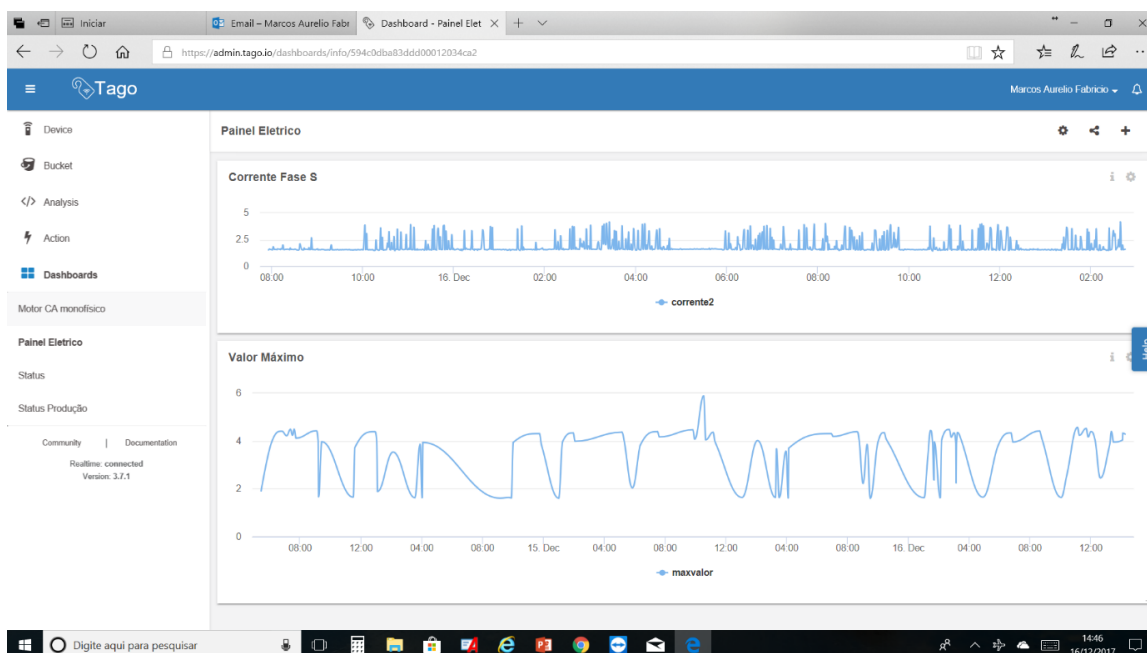 Iniciar
Email – Marcos Aurelio Fabr
Dashboard - Painel Elet
https://admin.tago.io/dashboards/info/594c0dba83ddd00012034ca2
Tago
Marcos Aurelio Fabricio
Device
Bucket
Analysis
Action
Dashboards
Motor CA monofísico
Painel Eletrico
Status
Status Produção
Community | Documentation
Realtime: connected
Version: 3.7.1
Painel Eletrico
Corrente Fase S
5
2.5
0
08:00 10:00 16. Dec 02:00 04:00 06:00 08:00 10:00 12:00 02:00
corrente2
Valor Máximo
6
4
2
0
08:00 12:00 04:00 08:00 15. Dec 04:00 08:00 12:00 04:00 08:00 16. Dec 04:00 08:00 12:00
maxvalor
Help
Digite aqui para pesquisar
14:46
16/12/2017